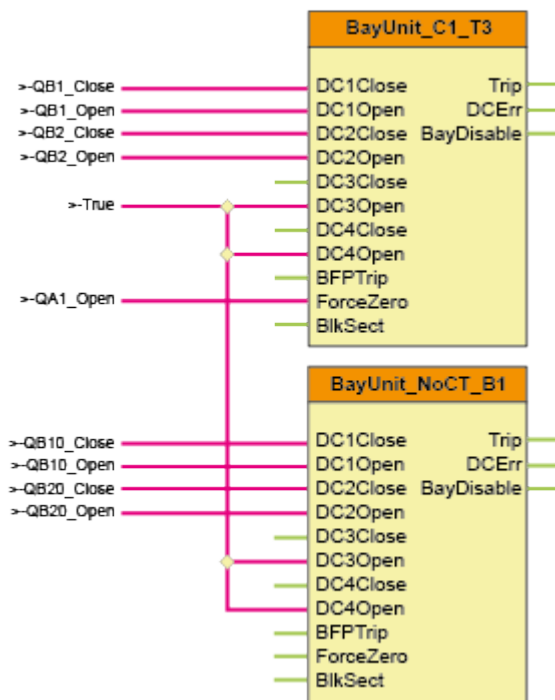 BayUnit_C1_T3
>-QB1_Close DC1Close Trip
>-QB1_Open DC1Open DCErr
>-QB2_Close DC2Close BayDisable
>-QB2_Open DC2Open
DC3Close
>-True DC3Open
DC4Close
DC4Open
BFPTrip
>-QA1_Open ForceZero
BlkSect
BayUnit_NoCT_B1
>-QB10_Close DC1Close Trip
>-QB10_Open DC1Open DCErr
>-QB20_Close DC2Close BayDisable
>-QB20_Open DC2Open
DC3Close
DC3Open
DC4Close
DC4Open
BFPTrip
ForceZero
BlkSect